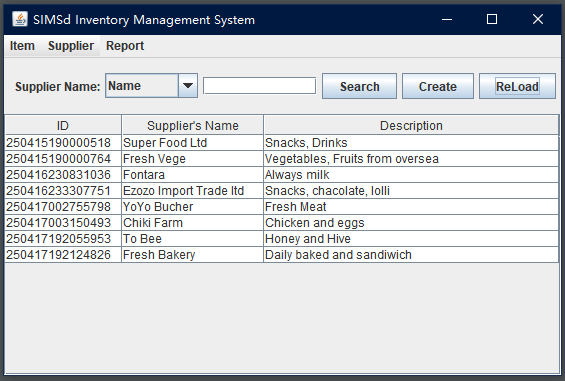 SIMSd Inventory Management System
Item Supplier Report
Supplier Name: Name Search Create ReLoad
ID Supplier's Name Description
250415190000518 Super Food Ltd Snacks, Drinks
250415190000764 Fresh Vege Vegetables, Fruits from oversea
250416230831036 Fontara Always milk
250416233307751 Ezozo Import Trade ltd Snacks, chacolate, lolli
250417002755798 YoYo Bucher Fresh Meat
250417003150493 Chiki Farm Chicken and eggs
250417192055953 To Bee Honey and Hive
250417192124826 Fresh Bakery Daily baked and sandiwich